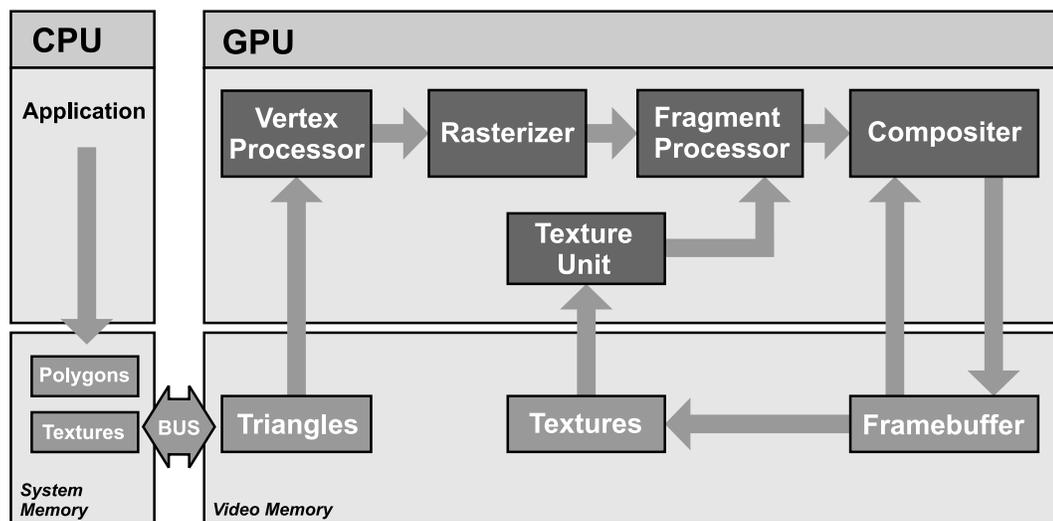 CPU
GPU
Application
Vertex
Processor
Rasterizer
Fragment
Processor
Compositer
Texture
Unit
Polygons
Textures
BUS
Triangles
Textures
Framebuffer
System
Memory
Video Memory